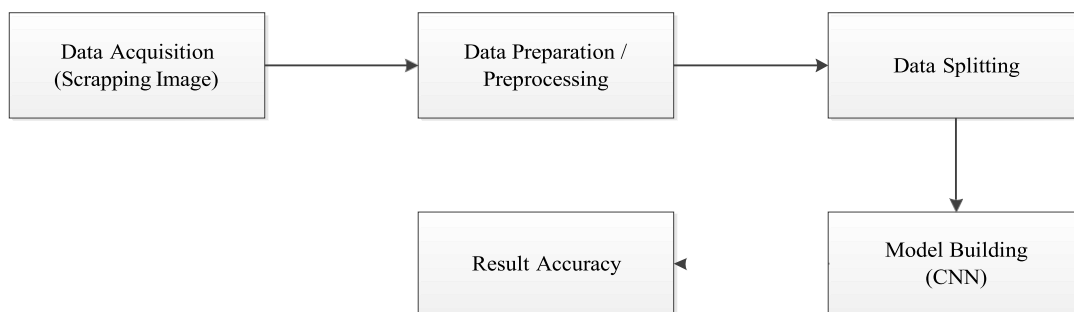 Data Acquisition
(Scrapping Image)
Data Preparation /
Preprocessing
Data Splitting
Model Building
(CNN)
Result Accuracy